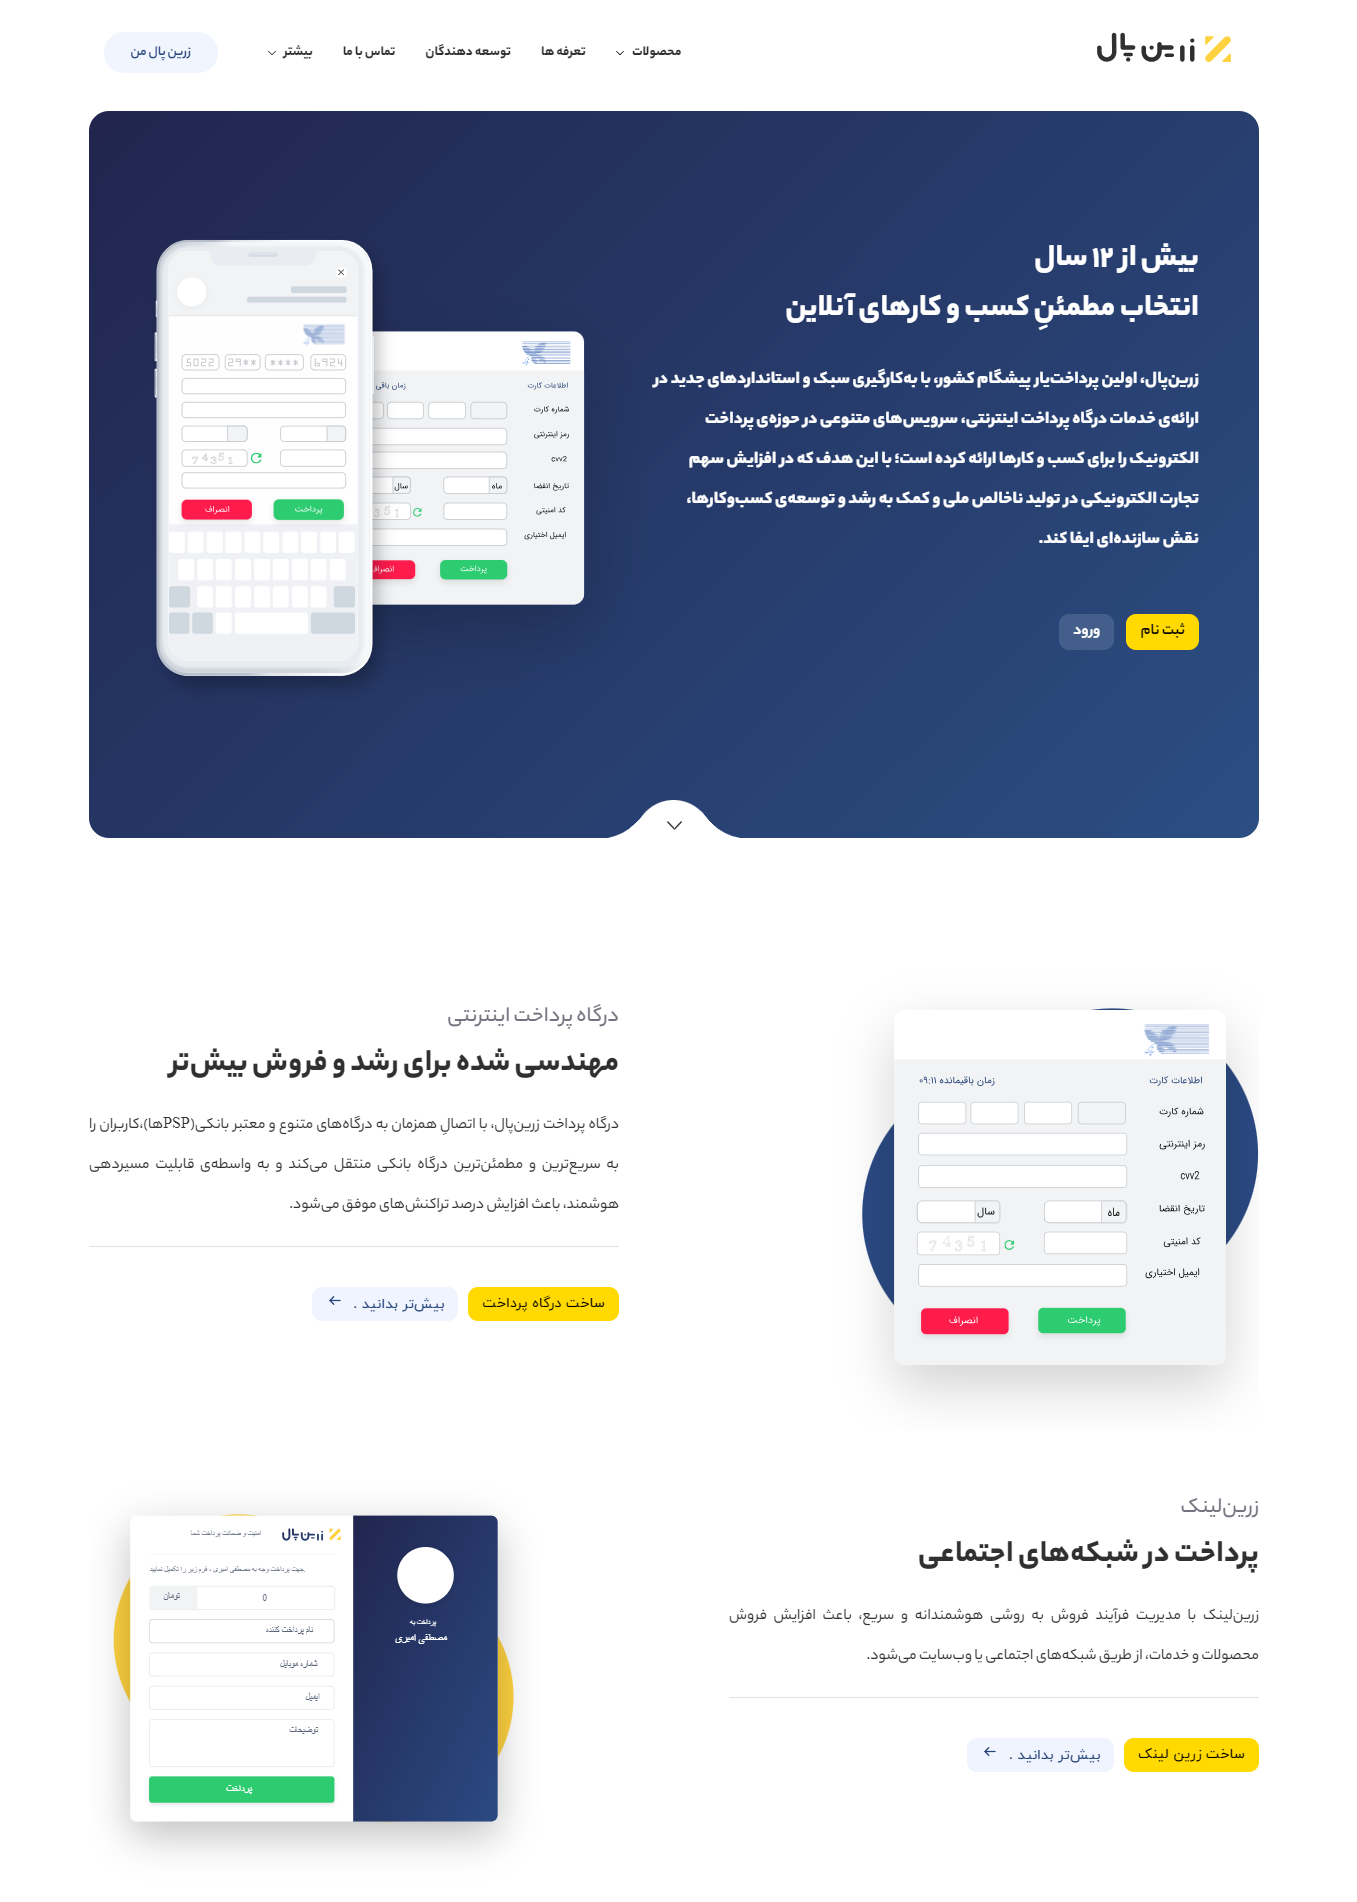 زرین پال
محصولات
تعرفه ها
توسعه دهندگان
تماس با ما
بیشتر
زرین پال من
بیش از ۱۲ سال
انتخاب مطمئنِ کسب و کارهای آنلاین
زرین‌پال، اولین پرداخت‌یار پیشگام کشور، با به‌کارگیری سبک و استانداردهای جدید در
ارائه‌ی خدمات درگاه پرداخت اینترنتی، سرویس‌های متنوعی در حوزه‌ی پرداخت
الکترونیک را برای کسب و کارها ارائه کرده است؛ با این هدف که در افزایش سهم
تجارت الکترونیکی در تولید ناخالص ملی و کمک به رشد و توسعه‌ی کسب‌وکارها،
نقش سازنده‌ای ایفا کند.
ثبت نام
ورود
اطلاعات کارت
زمان باقی
شماره کارت
رمز اینترنتی
cvv2
تاریخ انقضا
ماه
سال
کد امنیتی
351
ایمیل اختیاری
پرداخت
انصراف
5022 29** **** 6924
74351
پرداخت
انصراف
درگاه پرداخت اینترنتی
مهندسی شده برای رشد و فروش بیش‌تر
درگاه پرداخت زرین‌پال، با اتصالِ همزمان به درگاه‌های متنوع و معتبر بانکی(PSPها)،کاربران را
به سریع‌ترین و مطمئن‌ترین درگاه بانکی منتقل می‌کند و به واسطه‌ی قابلیت مسیردهی
هوشمند، باعث افزایش درصد تراکنش‌های موفق می‌شود.
ساخت درگاه پرداخت
بیش‌تر بدانید .
اطلاعات کارت
زمان باقیمانده ۰۹:۱۱
شماره کارت
رمز اینترنتی
cvv2
تاریخ انقضا
ماه
سال
کد امنیتی
74351
ایمیل اختیاری
پرداخت
انصراف
زرین‌لینک
پرداخت در شبکه‌های اجتماعی
زرین‌لینک با مدیریت فرآیند فروش به روشی هوشمندانه و سریع، باعث افزایش فروش
محصولات و خدمات، از طریق شبکه‌های اجتماعی یا وب‌سایت می‌شود.
ساخت زرین لینک
بیش‌تر بدانید .
زرین پال
امنیت و ضمانت پرداخت شما
جهت پرداخت وجه به مصطفی امیری ، فرم زیر را تکمیل نمایید.
0
تومان
نام پرداخت کننده
شماره موبایل
ایمیل
توضیحات
پرداخت
پرداخت به
مصطفی امیری